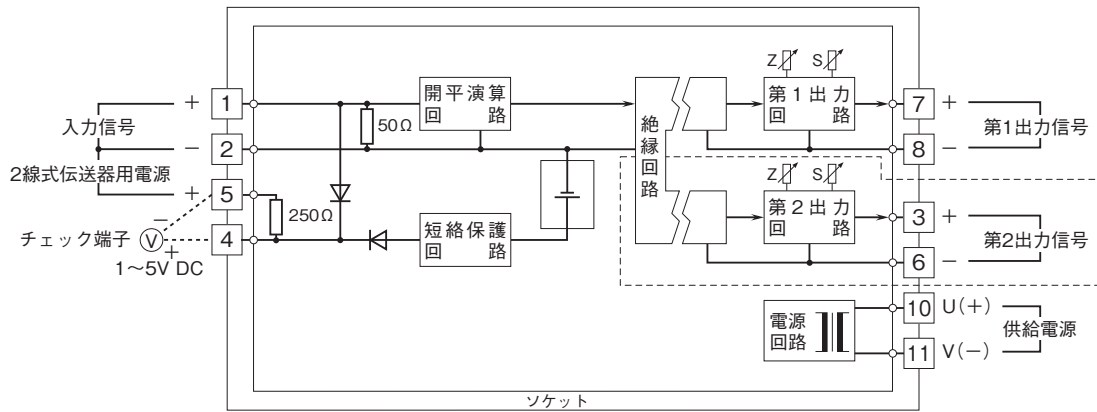 Z S
+ 1
開平演算
回　　路
50Ω
第1出力
回　　路
7 +
入力信号
− 2
絶縁回路
8 −
第1出力信号
2線式伝送器用電源
+ 5
−
250Ω
Z S
チェック端子 V
+
4
1〜5V DC
短絡保護
回　　路
第2出力
回　　路
3 +
6 −
第2出力信号
電源
回路
10 U(+)
11 V(−)
供給電源
ソケット